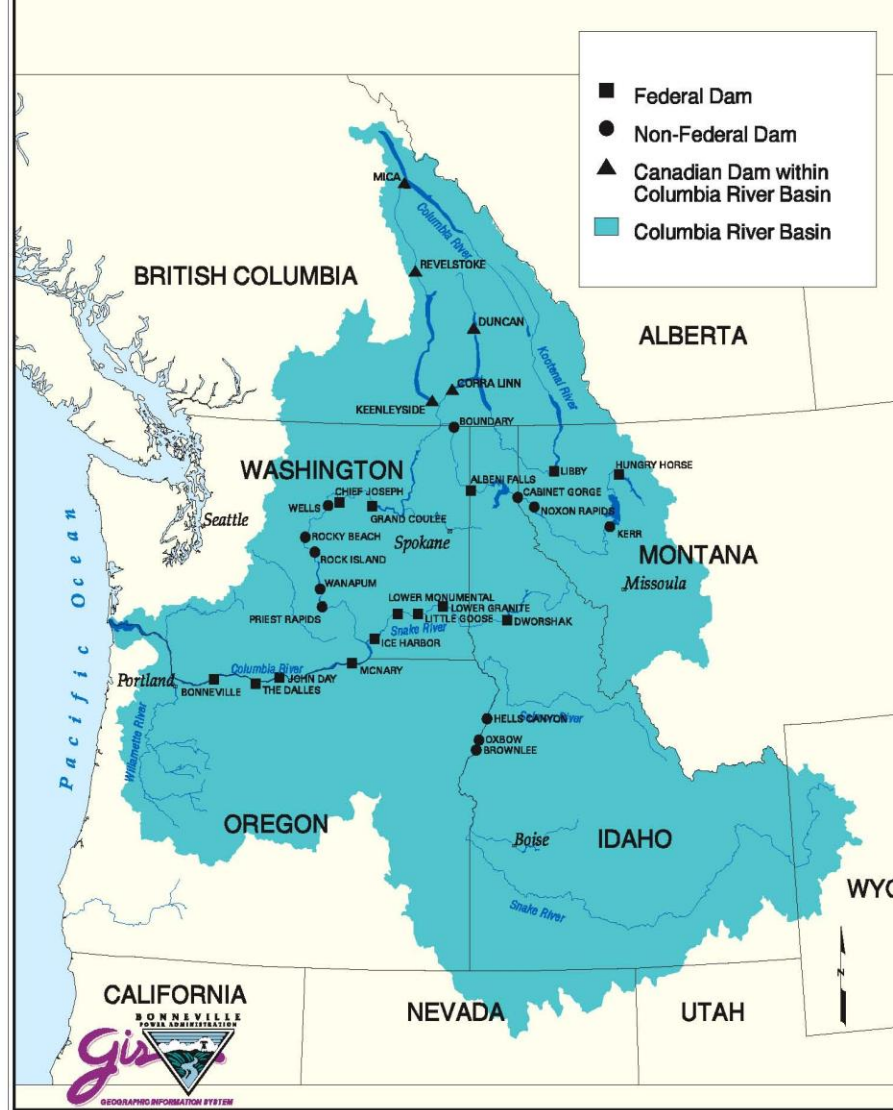 Federal Dam
Non-Federal Dam
Canadian Dam within
Columbia River Basin
Columbia River Basin
MICA
Columbia River
REVELSTOKE
BRITISH COLUMBIA
DUNCAN
ALBERTA
Kootenai River
CORRA LINN
KEENLEYSIDE
BOUNDARY
WASHINGTON
LIBBY
HUNGRY HORSE
ALBENI FALLS
CABINET GORGE
CHIEF JOSEPH
WELLS
NOXON RAPIDS
GRAND COULEE
Seattle
Spokane
KERR
ROCKY BEACH
ROCK ISLAND
MONTANA
Missoula
WANAPUM
LOWER MONUMENTAL
LOWER GRANITE
PRIEST RAPIDS
LITTLE GOOSE
DWORSHAK
Snake River
ICE HARBOR
Pacific Ocean
Columbia River
MCNARY
Portland
JOHN DAY
BONNEVILLE
THE DALLES
HELLS CANYON
River
OXBOW
BROWNLEE
Willamette River
OREGON
Boise
IDAHO
Snake River
WYO
N
CALIFORNIA
NEVADA
UTAH
BONNEVILLE
POWER ADMINISTRATION
Gis
GEOGRAPHIC INFORMATION SYSTEM